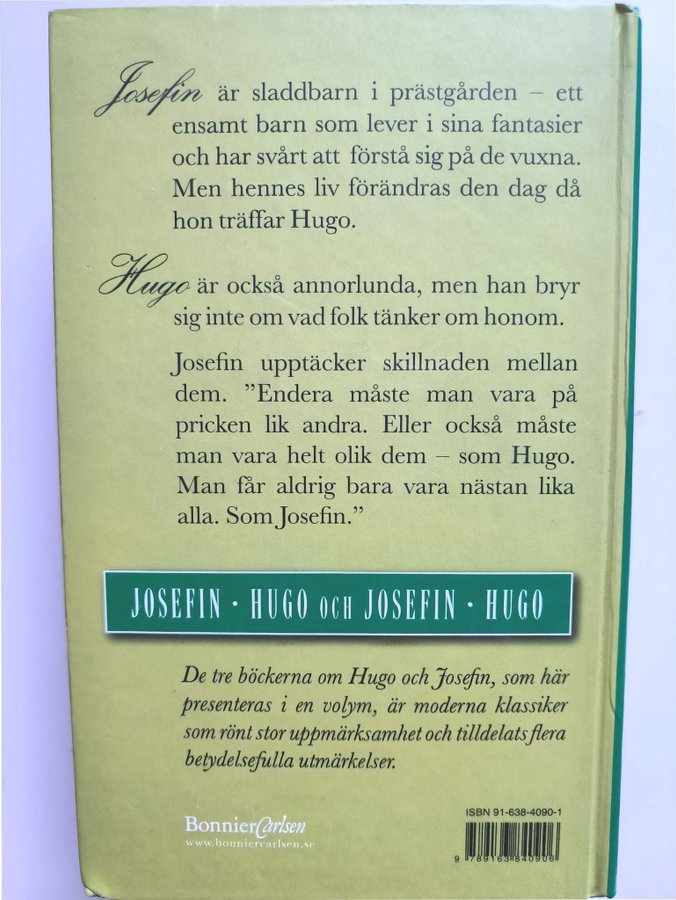 Josefin är sladdbarn i prästgården – ett
ensamt barn som lever i sina fantasier
och har svårt att förstå sig på de vuxna.
Men hennes liv förändras den dag då
hon träffar Hugo.
Hugo är också annorlunda, men han bryr
sig inte om vad folk tänker om honom.
Josefin upptäcker skillnaden mellan
dem. ”Endera måste man vara på
pricken lik andra. Eller också måste
man vara helt olik dem – som Hugo.
Man får aldrig bara vara nästan lika
alla. Som Josefin.”
JOSEFIN · HUGO OCH JOSEFIN · HUGO
De tre böckerna om Hugo och Josefin, som här
presenteras i en volym, är moderna klassiker
som rönt stor uppmärksamhet och tilldelats flera
betydelsefulla utmärkelser.
ISBN 91-638-4090-1
BonnierCarlsen
www.bonniercarlsen.se
9 789163 840906